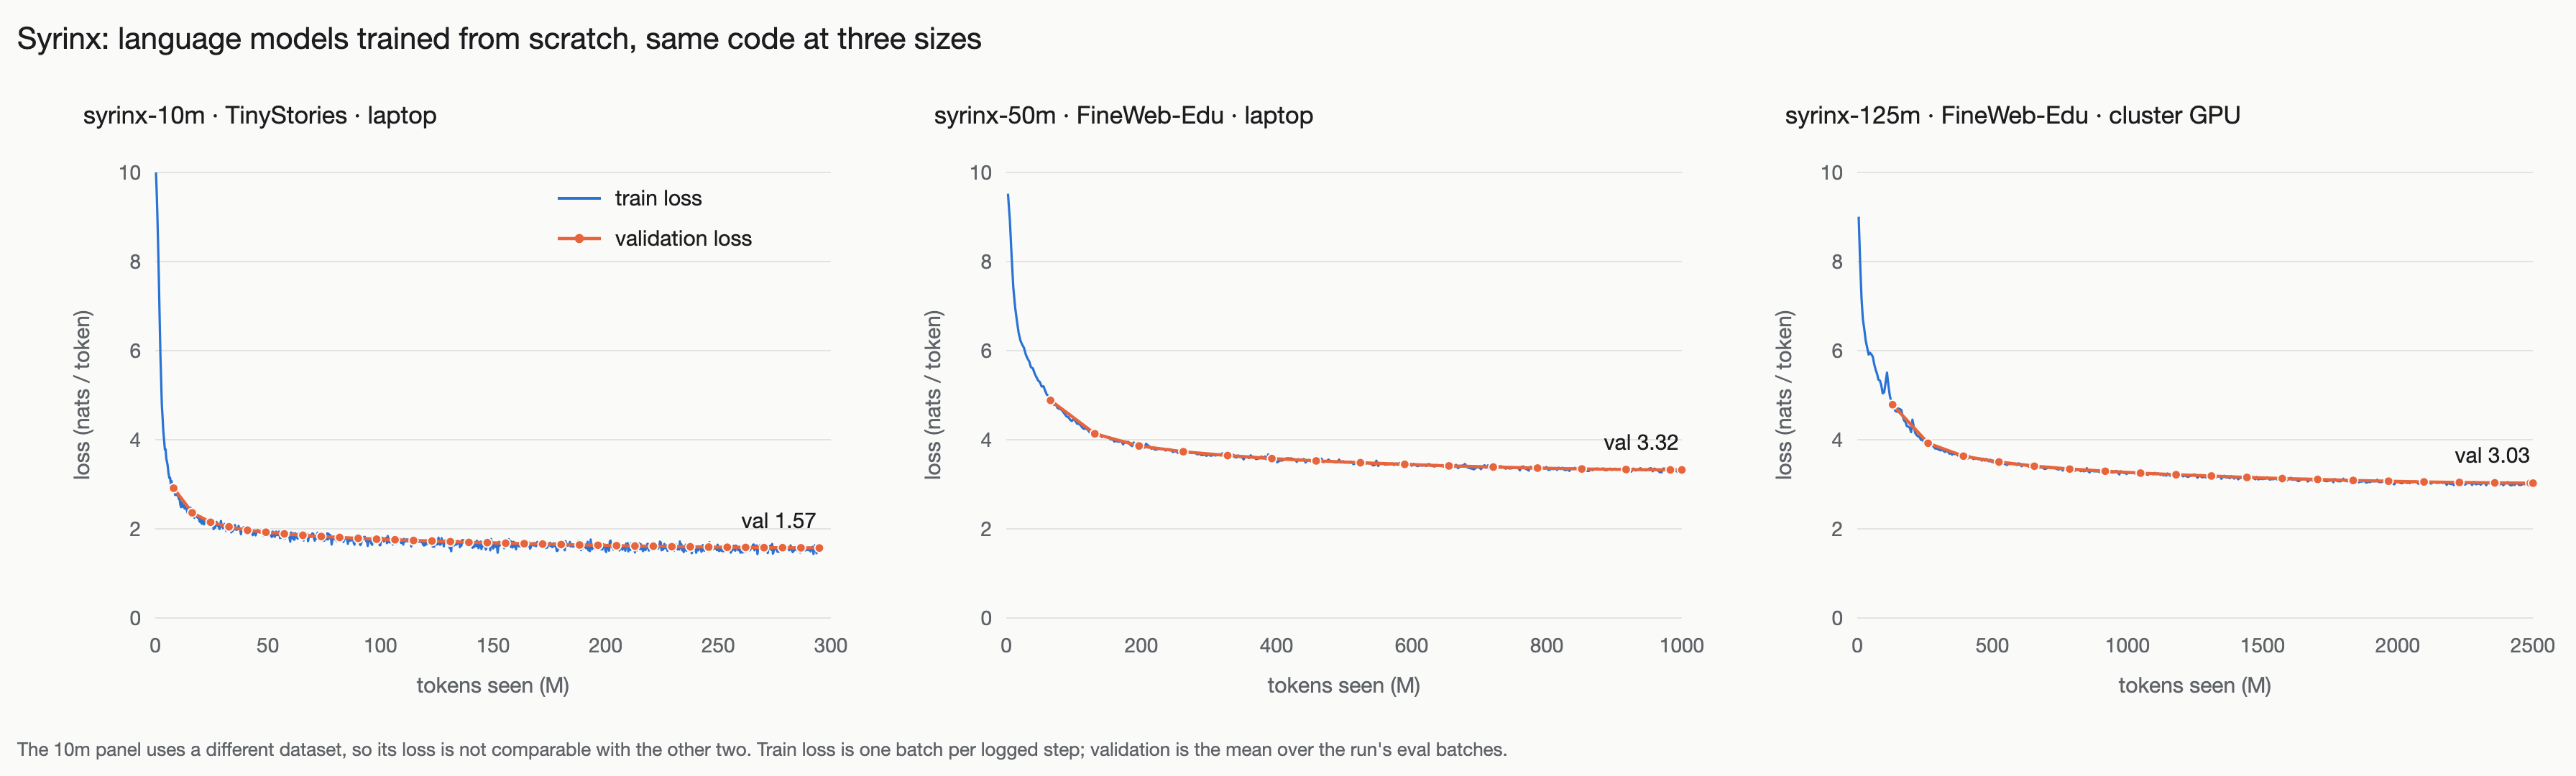 Syrinx: language models trained from scratch, same code at three sizes
syrinx-10m · TinyStories · laptop
10
8
6
4
2
0
loss (nats / token)
train loss
validation loss
val 1.57
0 50 100 150 200 250 300
tokens seen (M)
syrinx-50m · FineWeb-Edu · laptop
10
8
6
4
2
0
loss (nats / token)
val 3.32
0 200 400 600 800 1000
tokens seen (M)
syrinx-125m · FineWeb-Edu · cluster GPU
10
8
6
4
2
0
loss (nats / token)
val 3.03
0 500 1000 1500 2000 2500
tokens seen (M)
The 10m panel uses a different dataset, so its loss is not comparable with the other two. Train loss is one batch per logged step; validation is the mean over the run's eval batches.